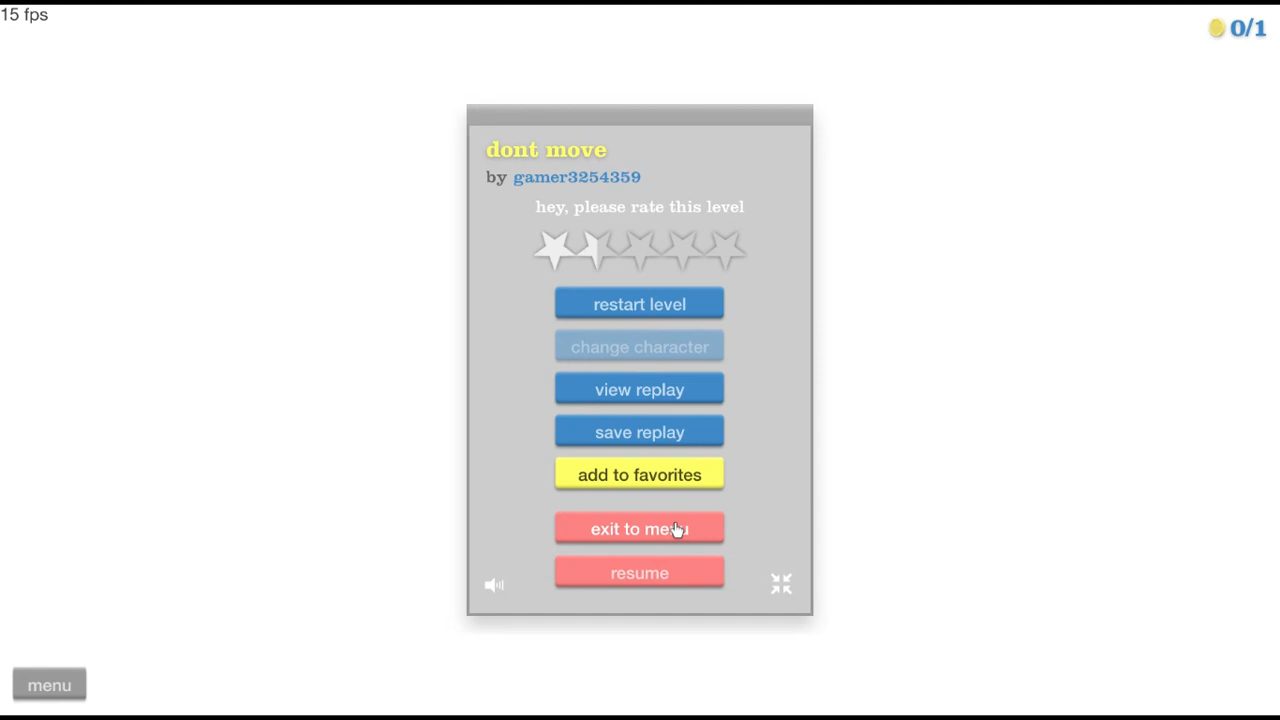 15 fps
0/1
dont move
by gamer3254359
hey, please rate this level
restart level
change character
view replay
save replay
add to favorites
exit to menu
resume
menu